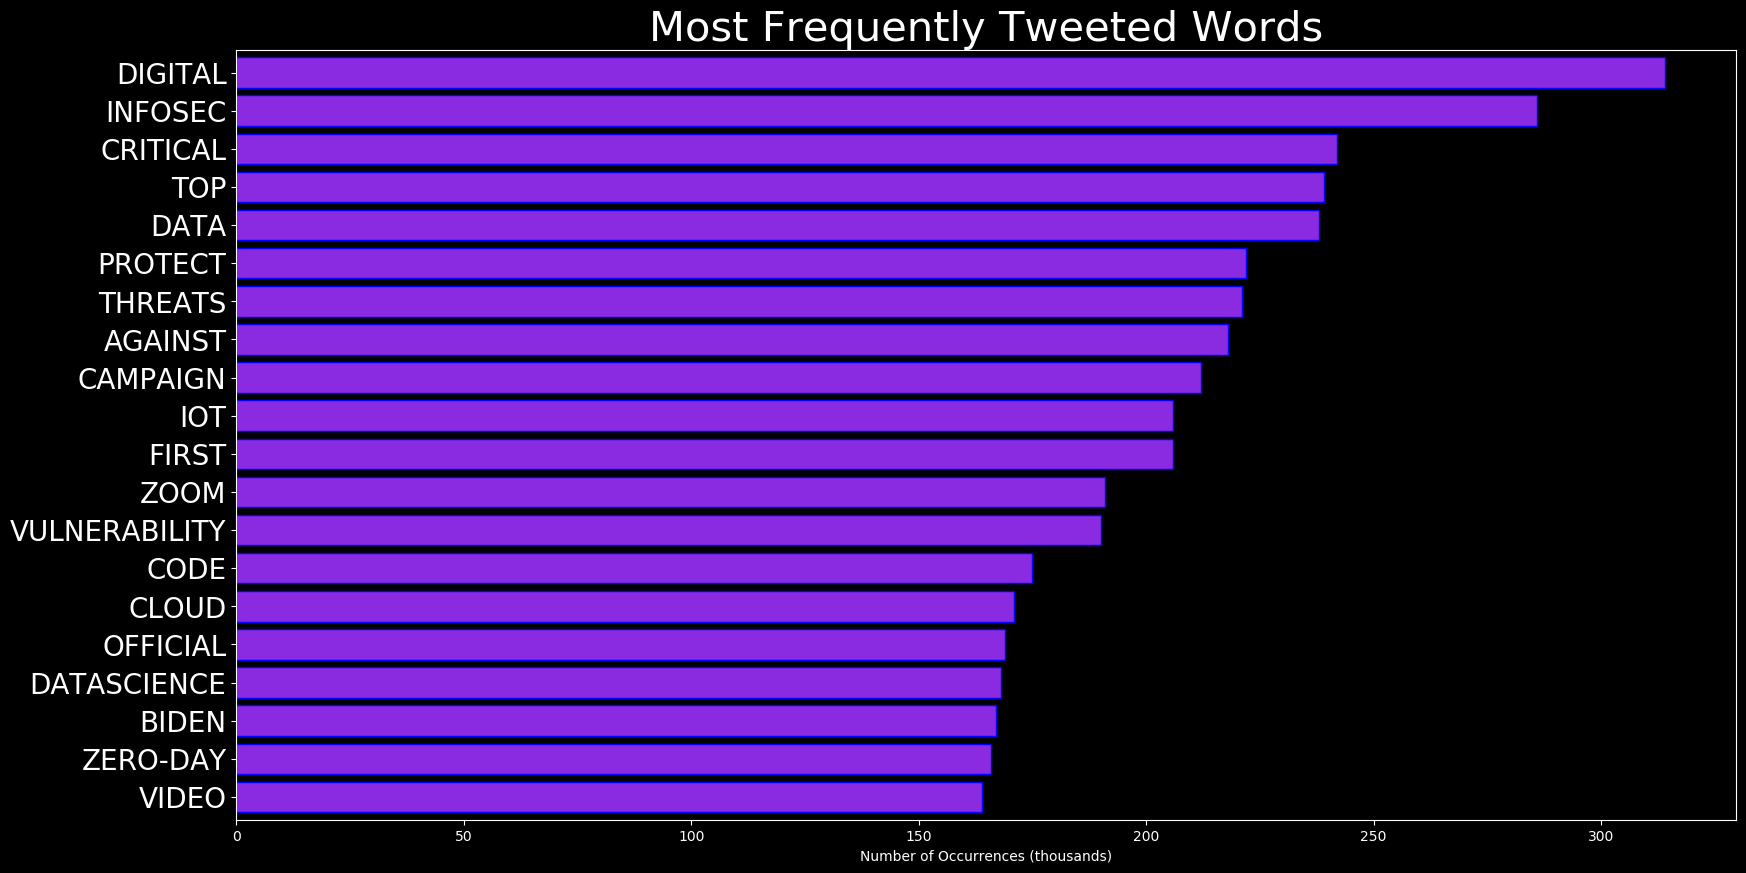 Most Frequently Tweeted Words
DIGITAL
INFOSEC
CRITICAL
TOP
DATA
PROTECT
THREATS
AGAINST
CAMPAIGN
IOT
FIRST
ZOOM
VULNERABILITY
CODE
CLOUD
OFFICIAL
DATASCIENCE
BIDEN
ZERO-DAY
VIDEO
0 50 100 150 200 250 300
Number of Occurrences (thousands)